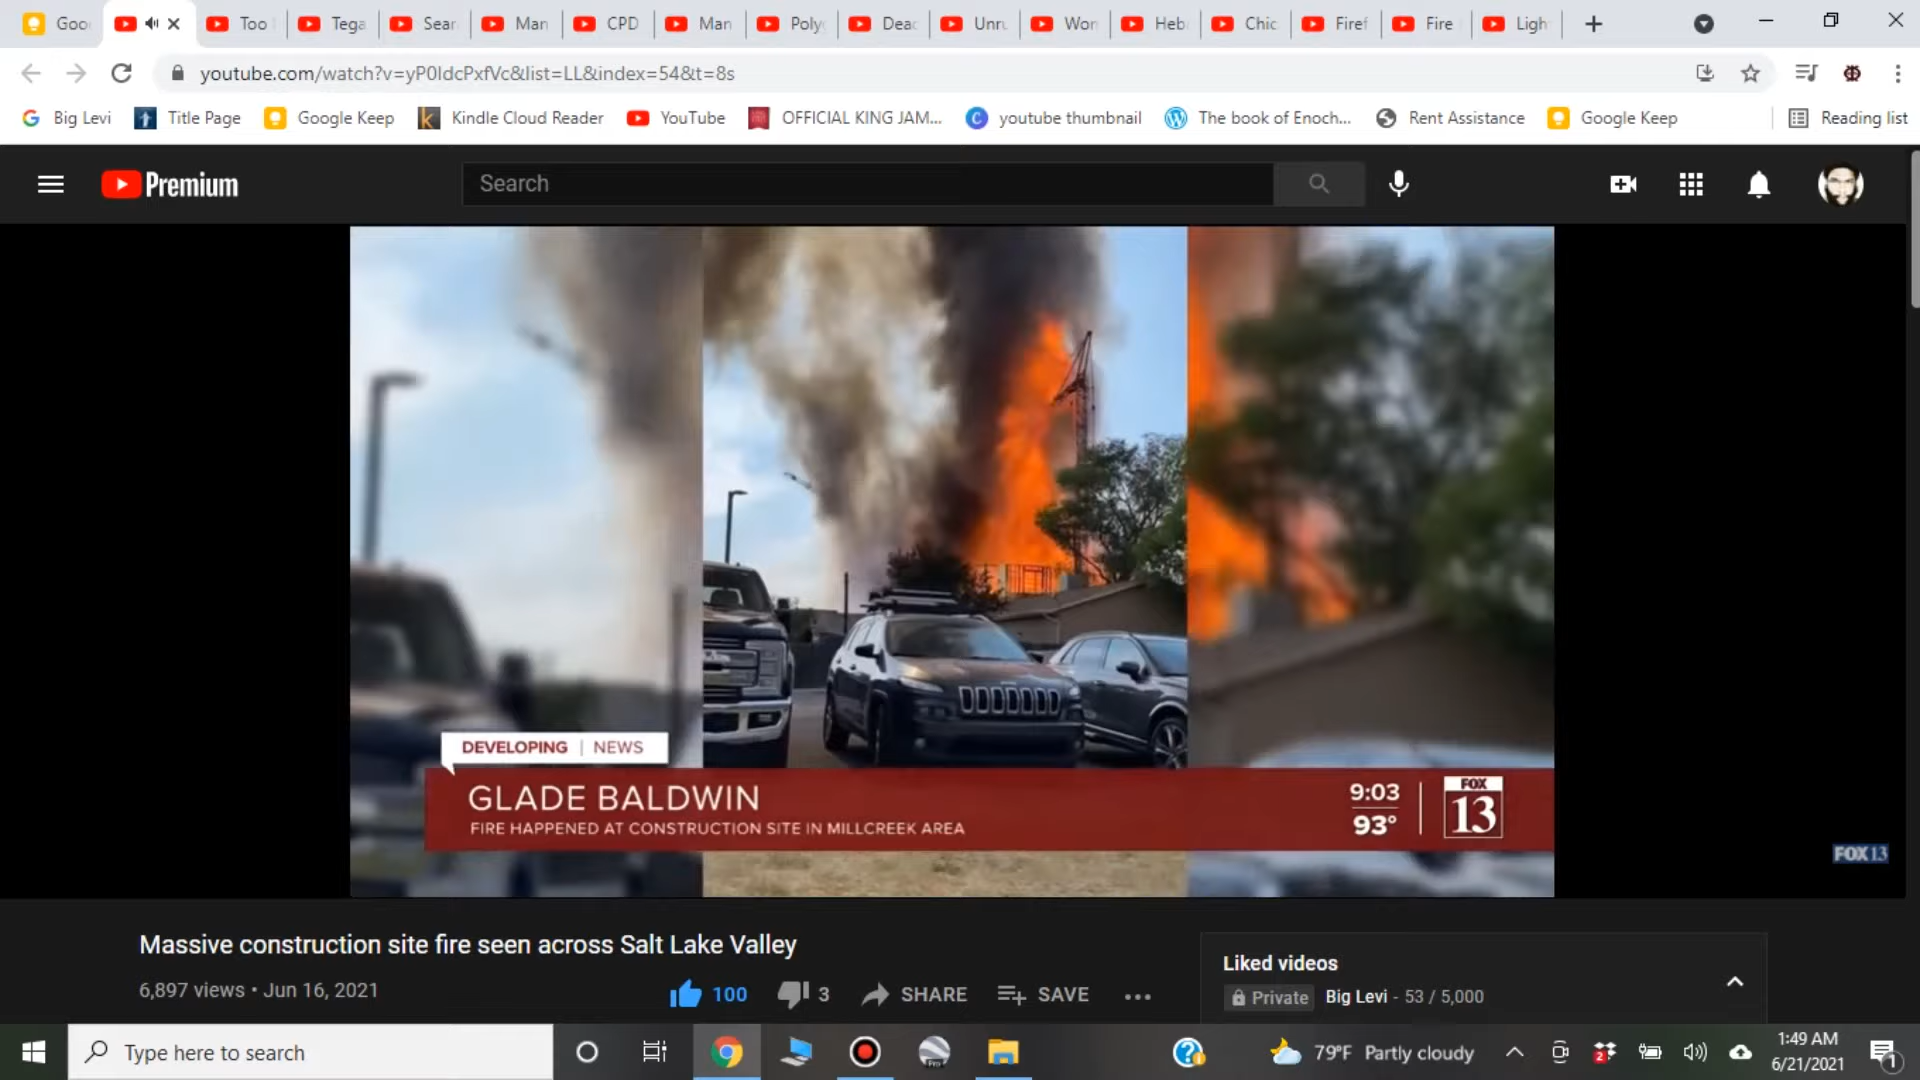 Goo
Too
Tega
Sear
Man
CPD
Man
Poly
Deac
Unru
Won
Heb
Chic
Firef
Fire
Ligh
youtube.com/watch?v=yP0ldcPxfVc&list=LL&index=54&t=8s
Big Levi
Title Page
Google Keep
Kindle Cloud Reader
YouTube
OFFICIAL KING JAM...
youtube thumbnail
The book of Enoch...
Rent Assistance
Google Keep
Reading list
Premium
Search
DEVELOPING | NEWS
GLADE BALDWIN
FIRE HAPPENED AT CONSTRUCTION SITE IN MILLCREEK AREA
9:03
93°
FOX
13
FOX13
Massive construction site fire seen across Salt Lake Valley
6,897 views • Jun 16, 2021
100
3
SHARE
SAVE
Liked videos
Private
Big Levi - 53 / 5,000
Type here to search
79°F Partly cloudy
2
1:49 AM
6/21/2021
1